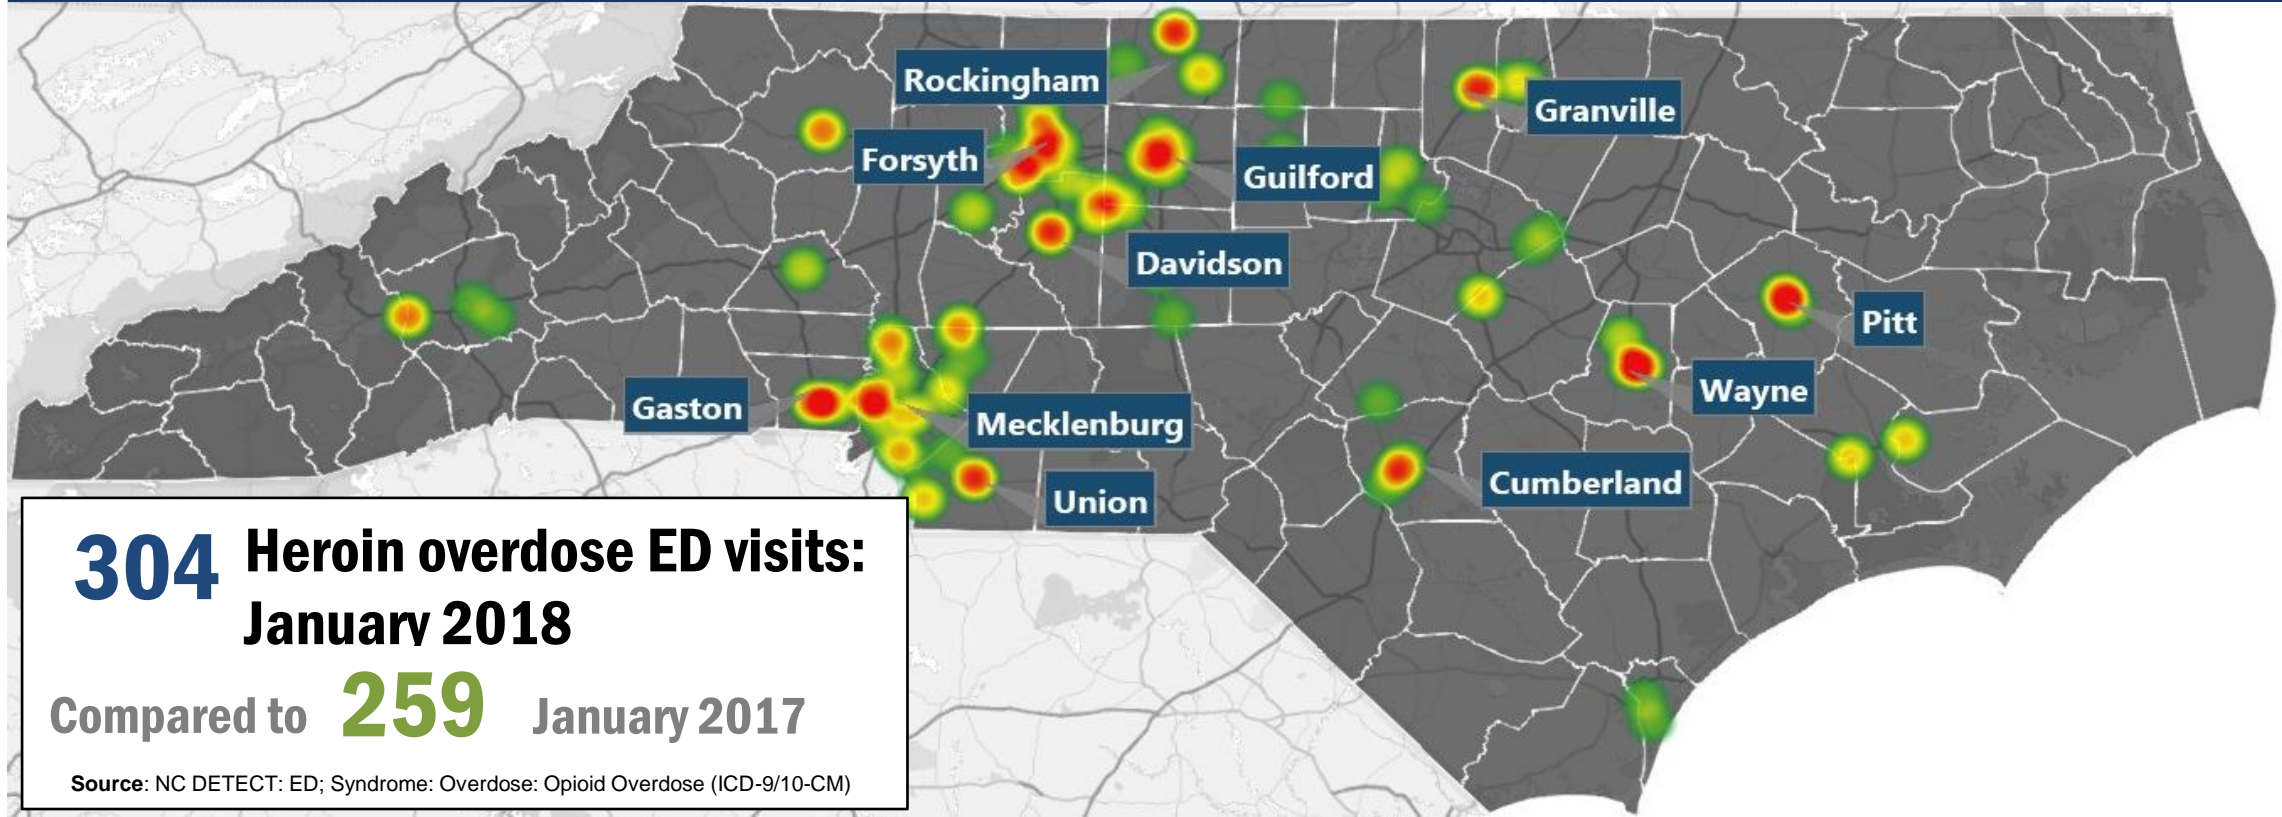 Rockingham
Granville
Forsyth
Guilford
Davidson
Pitt
Gaston
Wayne
Mecklenburg
Cumberland
Union
304 Heroin overdose ED visits:
January 2018
Compared to 259 January 2017
Source: NC DETECT: ED; Syndrome: Overdose: Opioid Overdose (ICD-9/10-CM)